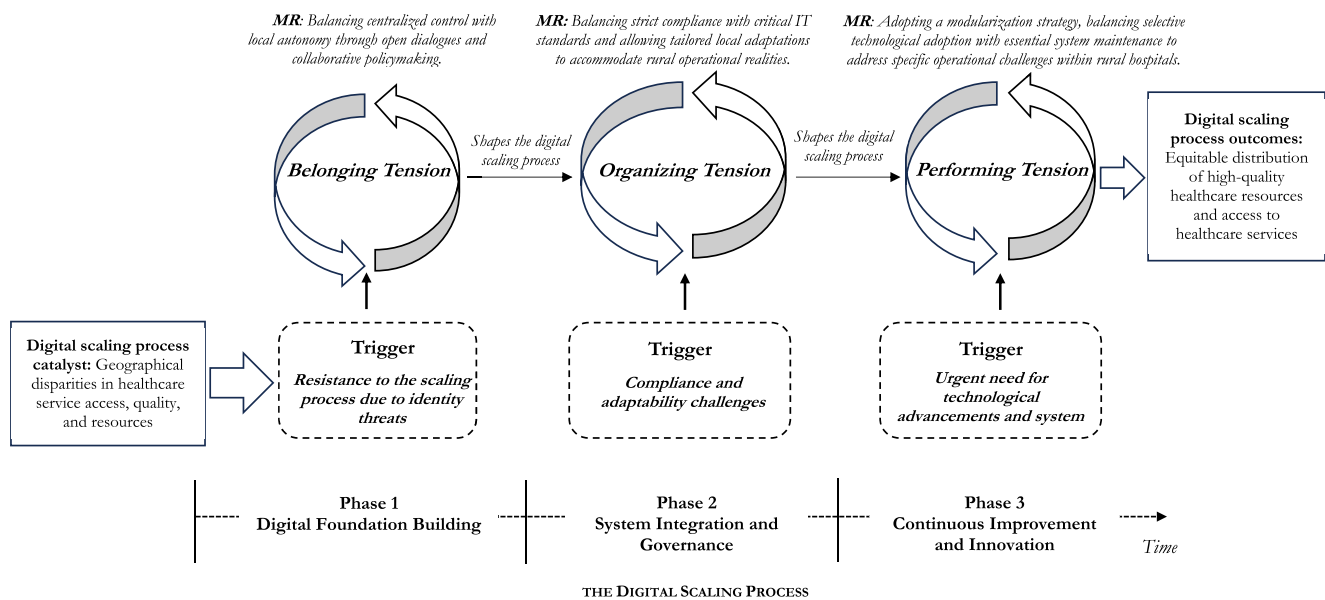 MR: Balancing centralized control with
local autonomy through open dialogues and
collaborative policymaking.
MR: Balancing strict compliance with critical IT
standards and allowing tailored local adaptations
to accommodate rural operational realities.
MR: Adopting a modularization strategy, balancing selective
technological adoption with essential system maintenance to
address specific operational challenges within rural hospitals.
Belonging Tension
Shapes the digital
scaling process
Organizing Tension
Shapes the digital
scaling process
Performing Tension
Digital scaling
process outcomes:
Equitable distribution
of high-quality
healthcare resources
and access to
healthcare services
Digital scaling process
catalyst: Geographical
disparities in healthcare
service access, quality,
and resources
Trigger
Resistance to the scaling
process due to identity
threats
Trigger
Compliance and
adaptability challenges
Trigger
Urgent need for
technological
advancements and system
Phase 1
Digital Foundation Building
Phase 2
System Integration and
Governance
Phase 3
Continuous Improvement
and Innovation
Time
THE DIGITAL SCALING PROCESS